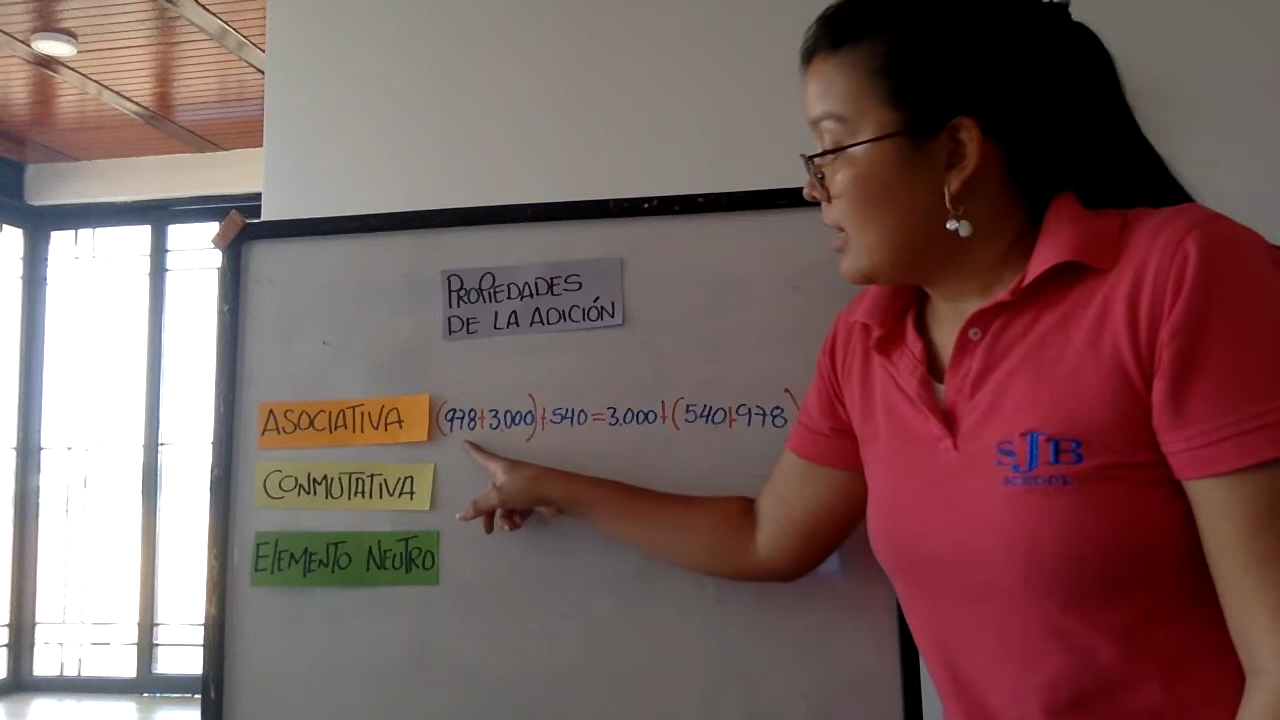 PROPIEDADES
DE LA ADICIÓN
ASOCIATIVA (978+3.000)+540=3.000+(540+978)
CONMUTATIVA
ElEMENTO NEUTRO
SJB
SCHOOL